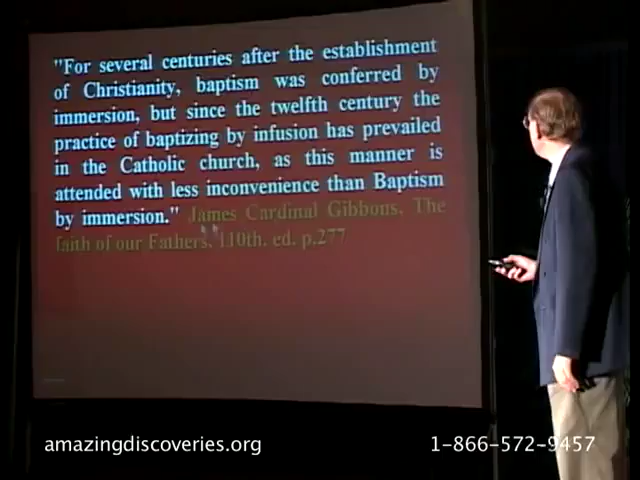 "For several centuries after the establishment
of Christianity, baptism was conferred by
immersion, but since the twelfth century the
practice of baptizing by infusion has prevailed
in the Catholic church, as this manner is
attended with less inconvenience than Baptism
by immersion." James Cardinal Gibbons, The
faith of our Fathers, 110th. ed. p.277
amazingdiscoveries.org
1-866-572-9457